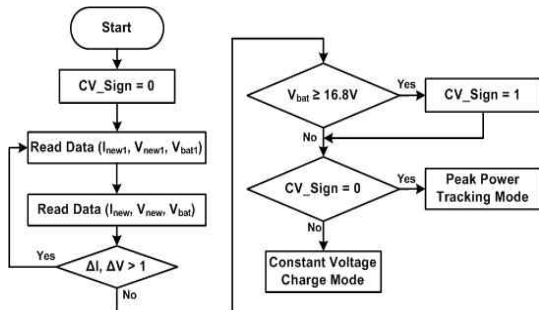 Start
CV_Sign = 0
Read Data (Inew1, Vnew1, Vbat1)
Read Data (Inew, Vnew, Vbat)
Yes
ΔI, ΔV > 1
No
Vbat ≥ 16.8V
Yes
CV_Sign = 1
No
CV_Sign = 0
Yes
Peak Power
Tracking Mode
No
Constant Voltage
Charge Mode